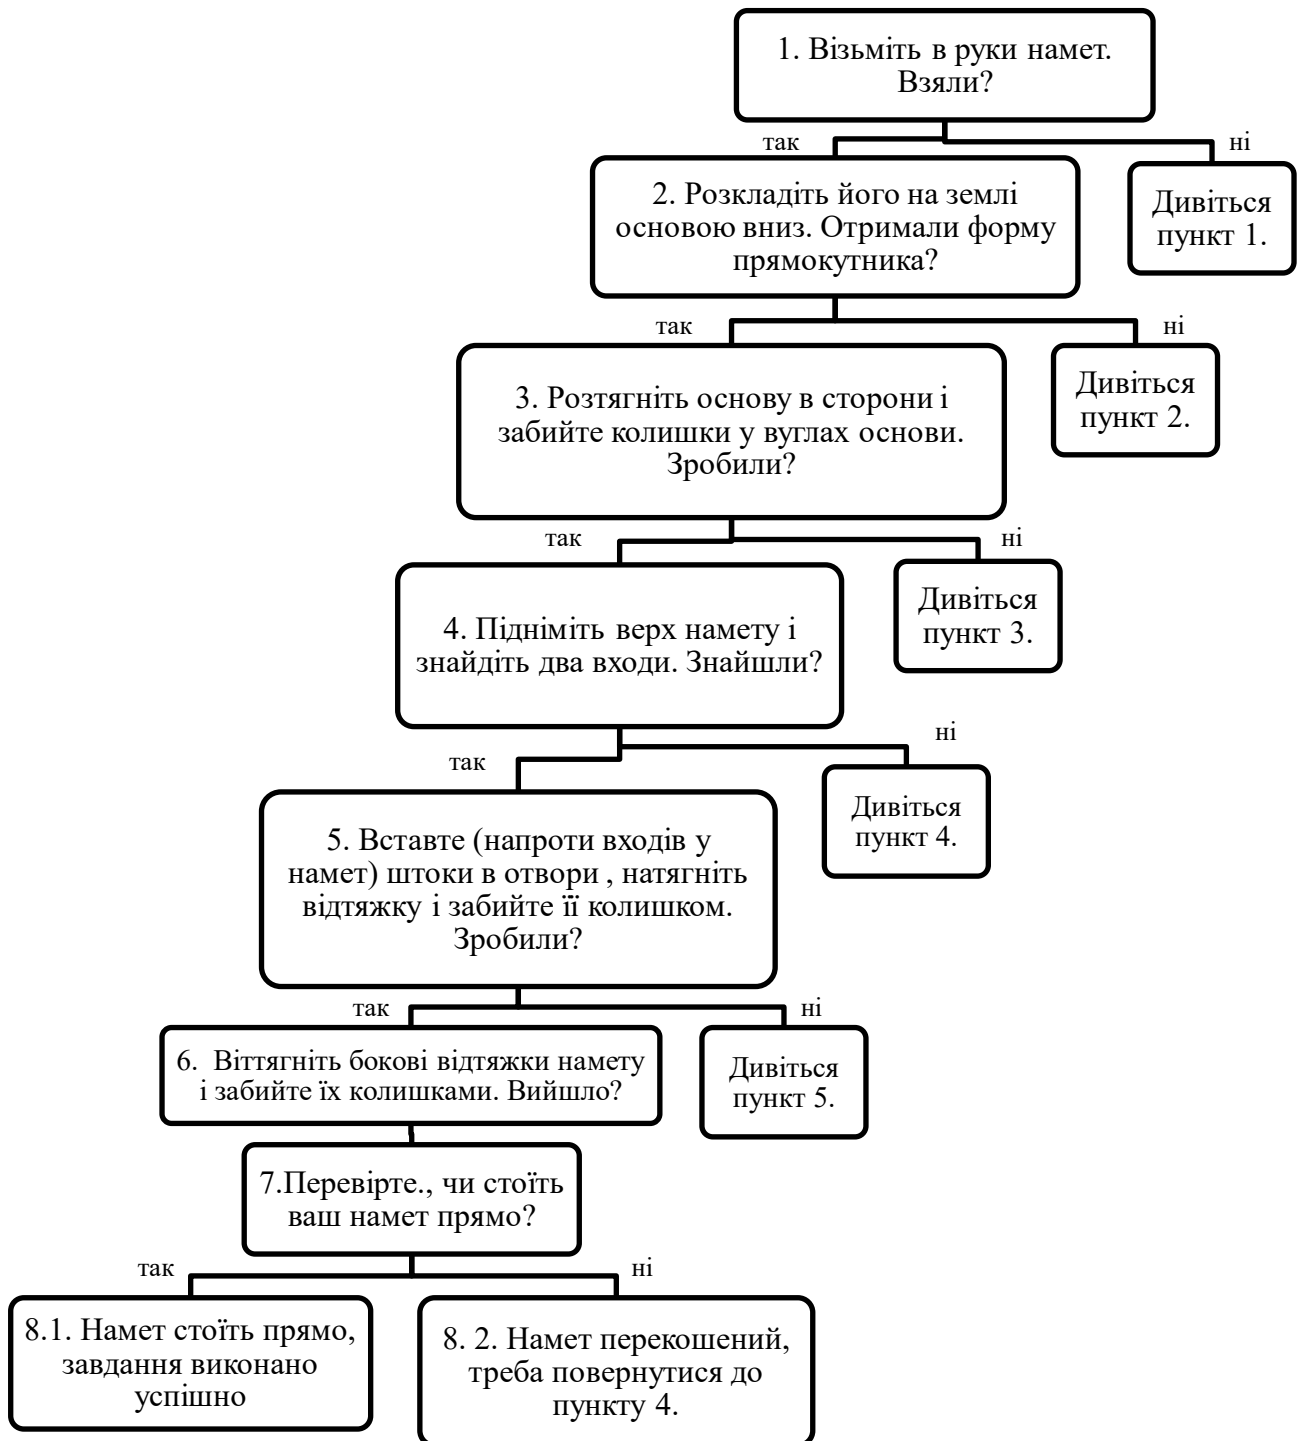 1. Візьміть в руки намет.
Взяли?
так
ні
2. Розкладіть його на землі
основою вниз. Отримали форму
прямокутника?
Дивіться
пункт 1.
так
ні
3. Розтягніть основу в сторони і
забийте колишки у вуглах основи.
Зробили?
Дивіться
пункт 2.
так
ні
4. Підніміть верх намету і
знайдіть два входи. Знайшли?
Дивіться
пункт 3.
так
ні
5. Вставте (напроти входів у
намет) штоки в отвори , натягніть
відтяжку і забийте її колишком.
Зробили?
Дивіться
пункт 4.
так
ні
6. Віттягніть бокові відтяжки намету
і забийте їх колишками. Вийшло?
Дивіться
пункт 5.
7.Перевірте., чи стоїть
ваш намет прямо?
так
ні
8.1. Намет стоїть прямо,
завдання виконано
успішно
8. 2. Намет перекошений,
треба повернутися до
пункту 4.